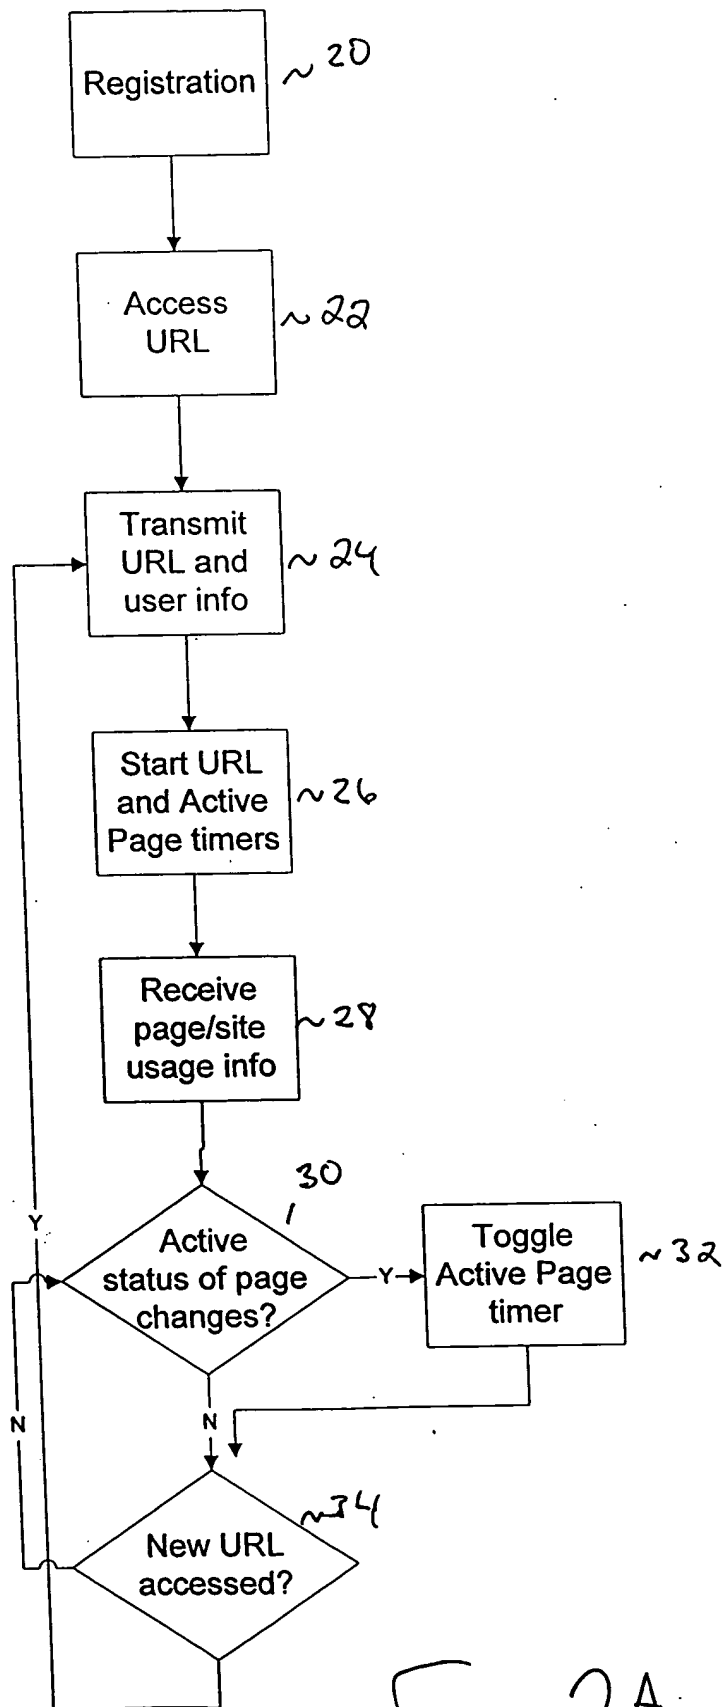 Registration ~ 20
Access
URL
~ 22
Transmit
URL and
user info
~ 24
Start URL
and Active
Page timers
~ 26
Receive
page/site
usage info
~ 28
30
Active
status of page
changes?
Y
Y
Toggle
Active Page
timer
~ 32
N
N
New URL
accessed?
~ 34
2A